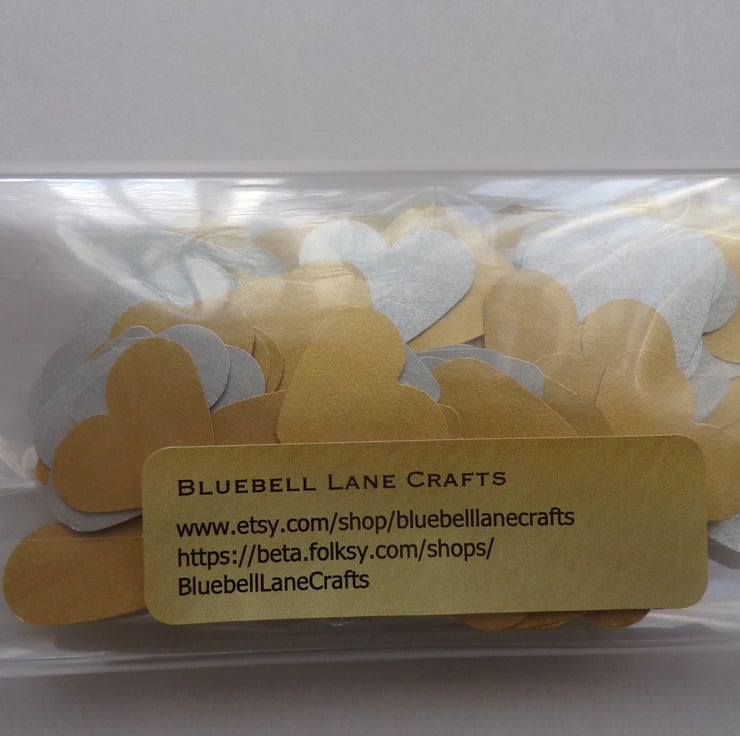 Bluebell Lane Crafts
www.etsy.com/shop/bluebelllanecrafts
https://beta.folksy.com/shops/
BluebellLaneCrafts